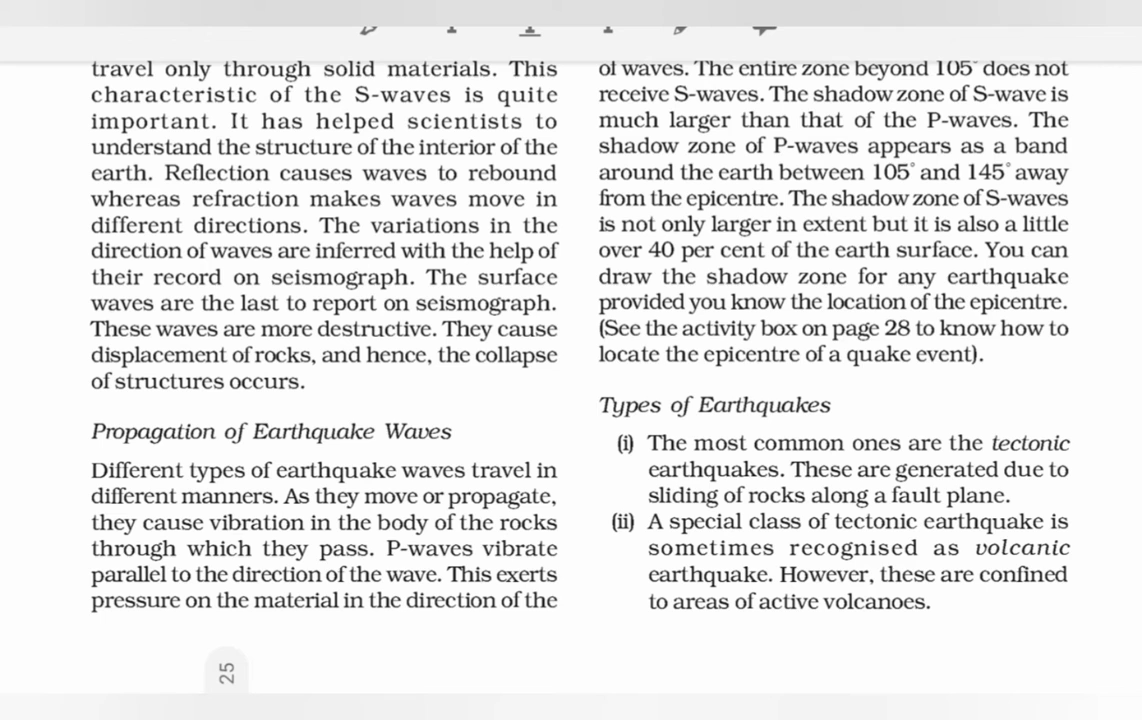 travel only through solid materials. This
characteristic of the S-waves is quite
important. It has helped scientists to
understand the structure of the interior of the
earth. Reflection causes waves to rebound
whereas refraction makes waves move in
different directions. The variations in the
direction of waves are inferred with the help of
their record on seismograph. The surface
waves are the last to report on seismograph.
These waves are more destructive. They cause
displacement of rocks, and hence, the collapse
of structures occurs.
Propagation of Earthquake Waves
Different types of earthquake waves travel in
different manners. As they move or propagate,
they cause vibration in the body of the rocks
through which they pass. P-waves vibrate
parallel to the direction of the wave. This exerts
pressure on the material in the direction of the
of waves. The entire zone beyond 105° does not
receive S-waves. The shadow zone of S-wave is
much larger than that of the P-waves. The
shadow zone of P-waves appears as a band
around the earth between 105° and 145° away
from the epicentre. The shadow zone of S-waves
is not only larger in extent but it is also a little
over 40 per cent of the earth surface. You can
draw the shadow zone for any earthquake
provided you know the location of the epicentre.
(See the activity box on page 28 to know how to
locate the epicentre of a quake event).
Types of Earthquakes
(i) The most common ones are the tectonic
earthquakes. These are generated due to
sliding of rocks along a fault plane.
(ii) A special class of tectonic earthquake is
sometimes recognised as volcanic
earthquake. However, these are confined
to areas of active volcanoes.
25